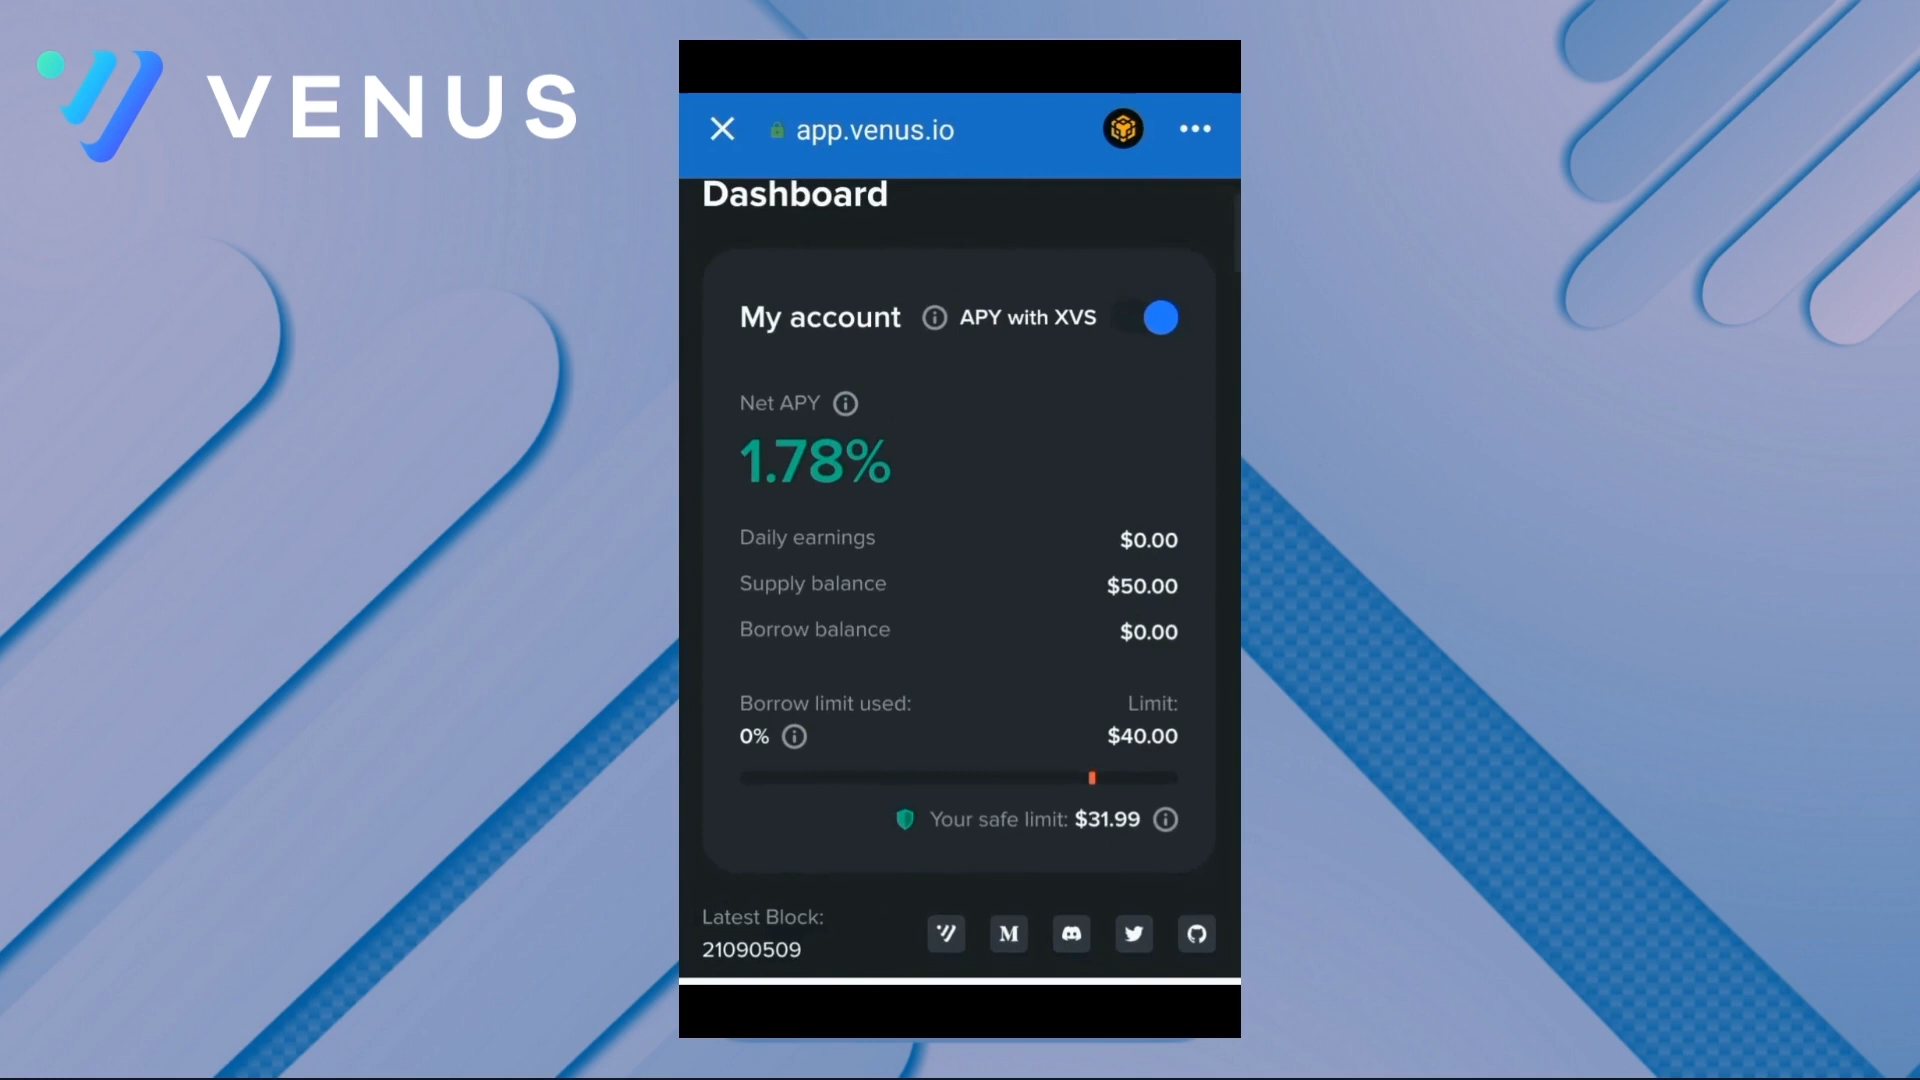 VENUS
app.venus.io
Dashboard
My account APY with XVS
Net APY
1.78%
Daily earnings $0.00
Supply balance $50.00
Borrow balance $0.00
Borrow limit used: Limit:
0% $40.00
Your safe limit: $31.99
Latest Block:
21090509